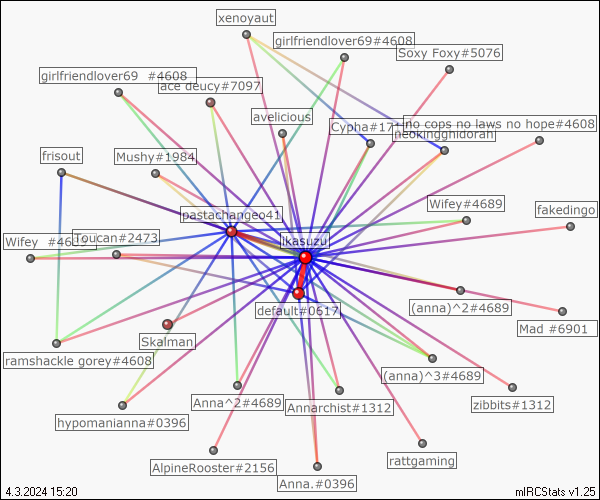 xenoyaut
girlfriendlover69#4608
Soxy Foxy#5076
girlfriendlover69 #4608
ace deucy#7097
avelicious
Cypha#17
no cops no laws no hope#4608
neokingghidorah
frisout
Mushy#1984
Wifey#4689
pastachangeo41
fakedingo
Wifey
Toucan#2473
ikasuzu
(anna)^2#4689
default#0617
Mad #6901
Skalman
ramshackle gorey#4608
(anna)^3#4689
Anna^2#4689
Annarchist#1312
zibbits#1312
hypomanianna#0396
rattgaming
AlpineRooster#2156
Anna.#0396
4.3.2024 15:20
mIRCStats v1.25